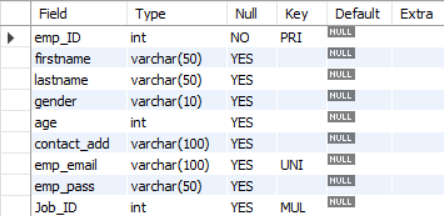 Field Type Null Key Default Extra
emp_ID int NO PRI NULL
firstname varchar(50) YES NULL
lastname varchar(50) YES NULL
gender varchar(10) YES NULL
age int YES NULL
contact_add varchar(100) YES NULL
emp_email varchar(100) YES UNI NULL
emp_pass varchar(50) YES NULL
Job_ID int YES MUL NULL